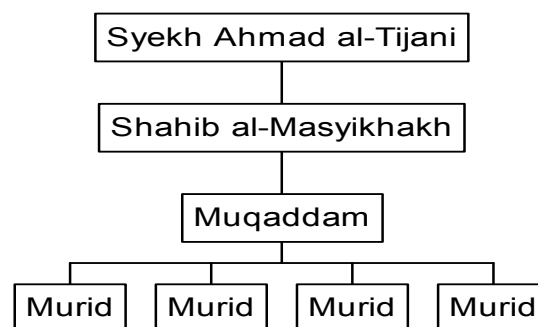 Syekh Ahmad al-Tijani
Shahib al-Masyikhakh
Muqaddam
Murid Murid Murid Murid